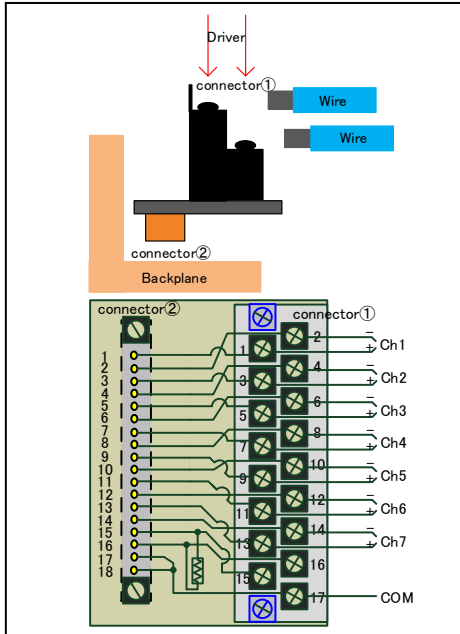 Driver
connector①
Wire
Wire
connector②
Backplane
connector②
connector①
1
2
3
4
5
6
7
8
9
10
11
12
13
14
15
16
17
18
2
1
4
3
6
5
8
7
10
9
12
11
14
13
16
15
17
− Ch1
+
− Ch2
+
− Ch3
+
− Ch4
+
− Ch5
+
− Ch6
+
− Ch7
+
COM